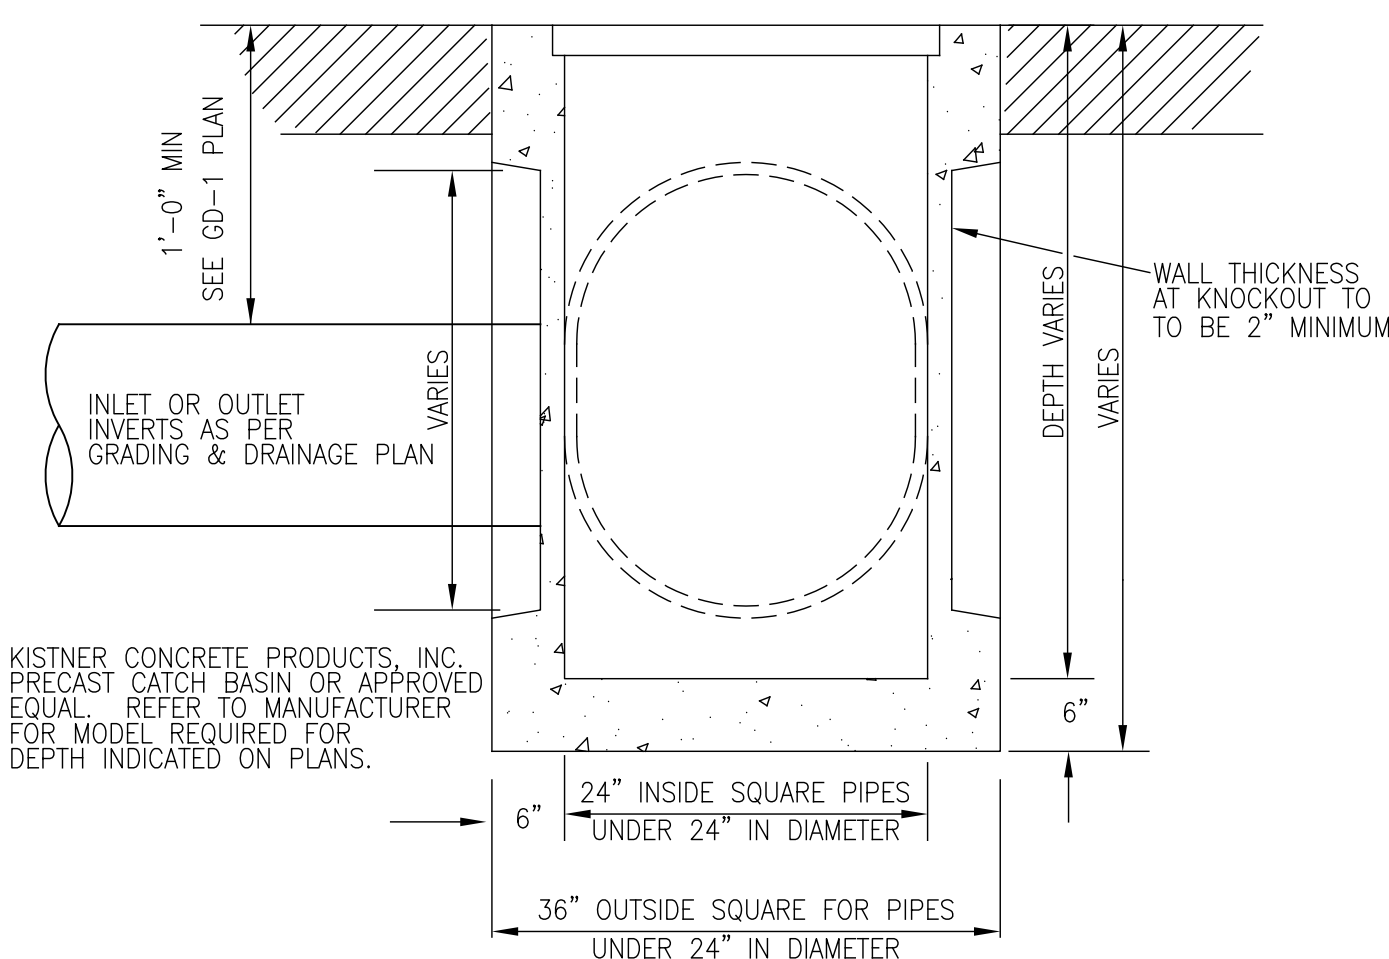 1'-0" MIN
SEE GD-1 PLAN
WALL THICKNESS
AT KNOCKOUT TO
TO BE 2" MINIMUM
DEPTH VARIES
VARIES
VARIES
INLET OR OUTLET
INVERTS AS PER
GRADING & DRAINAGE PLAN
KISTNER CONCRETE PRODUCTS, INC.
PRECAST CATCH BASIN OR APPROVED
EQUAL. REFER TO MANUFACTURER
FOR MODEL REQUIRED FOR
DEPTH INDICATED ON PLANS.
6"
6"
24" INSIDE SQUARE PIPES
UNDER 24" IN DIAMETER
36" OUTSIDE SQUARE FOR PIPES
UNDER 24" IN DIAMETER